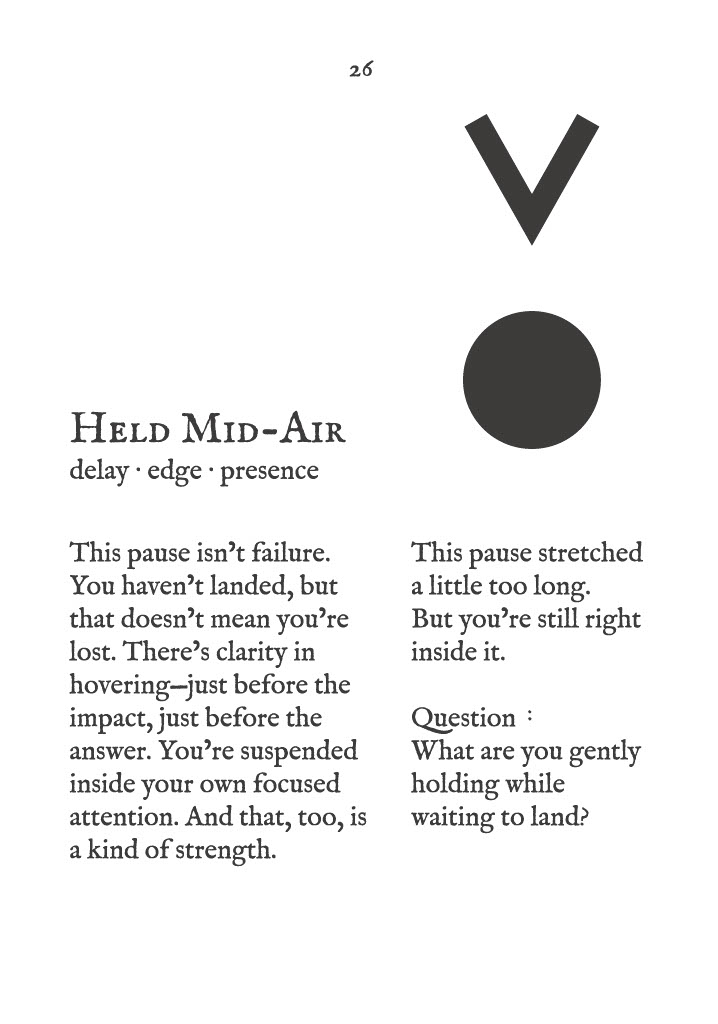 26
Held Mid-Air
delay · edge · presence
This pause isn’t failure.
You haven’t landed, but
that doesn’t mean you’re
lost. There’s clarity in
hovering—just before the
impact, just before the
answer. You’re suspended
inside your own focused
attention. And that, too, is
a kind of strength.
This pause stretched
a little too long.
But you’re still right
inside it.
Question :
What are you gently
holding while
waiting to land?